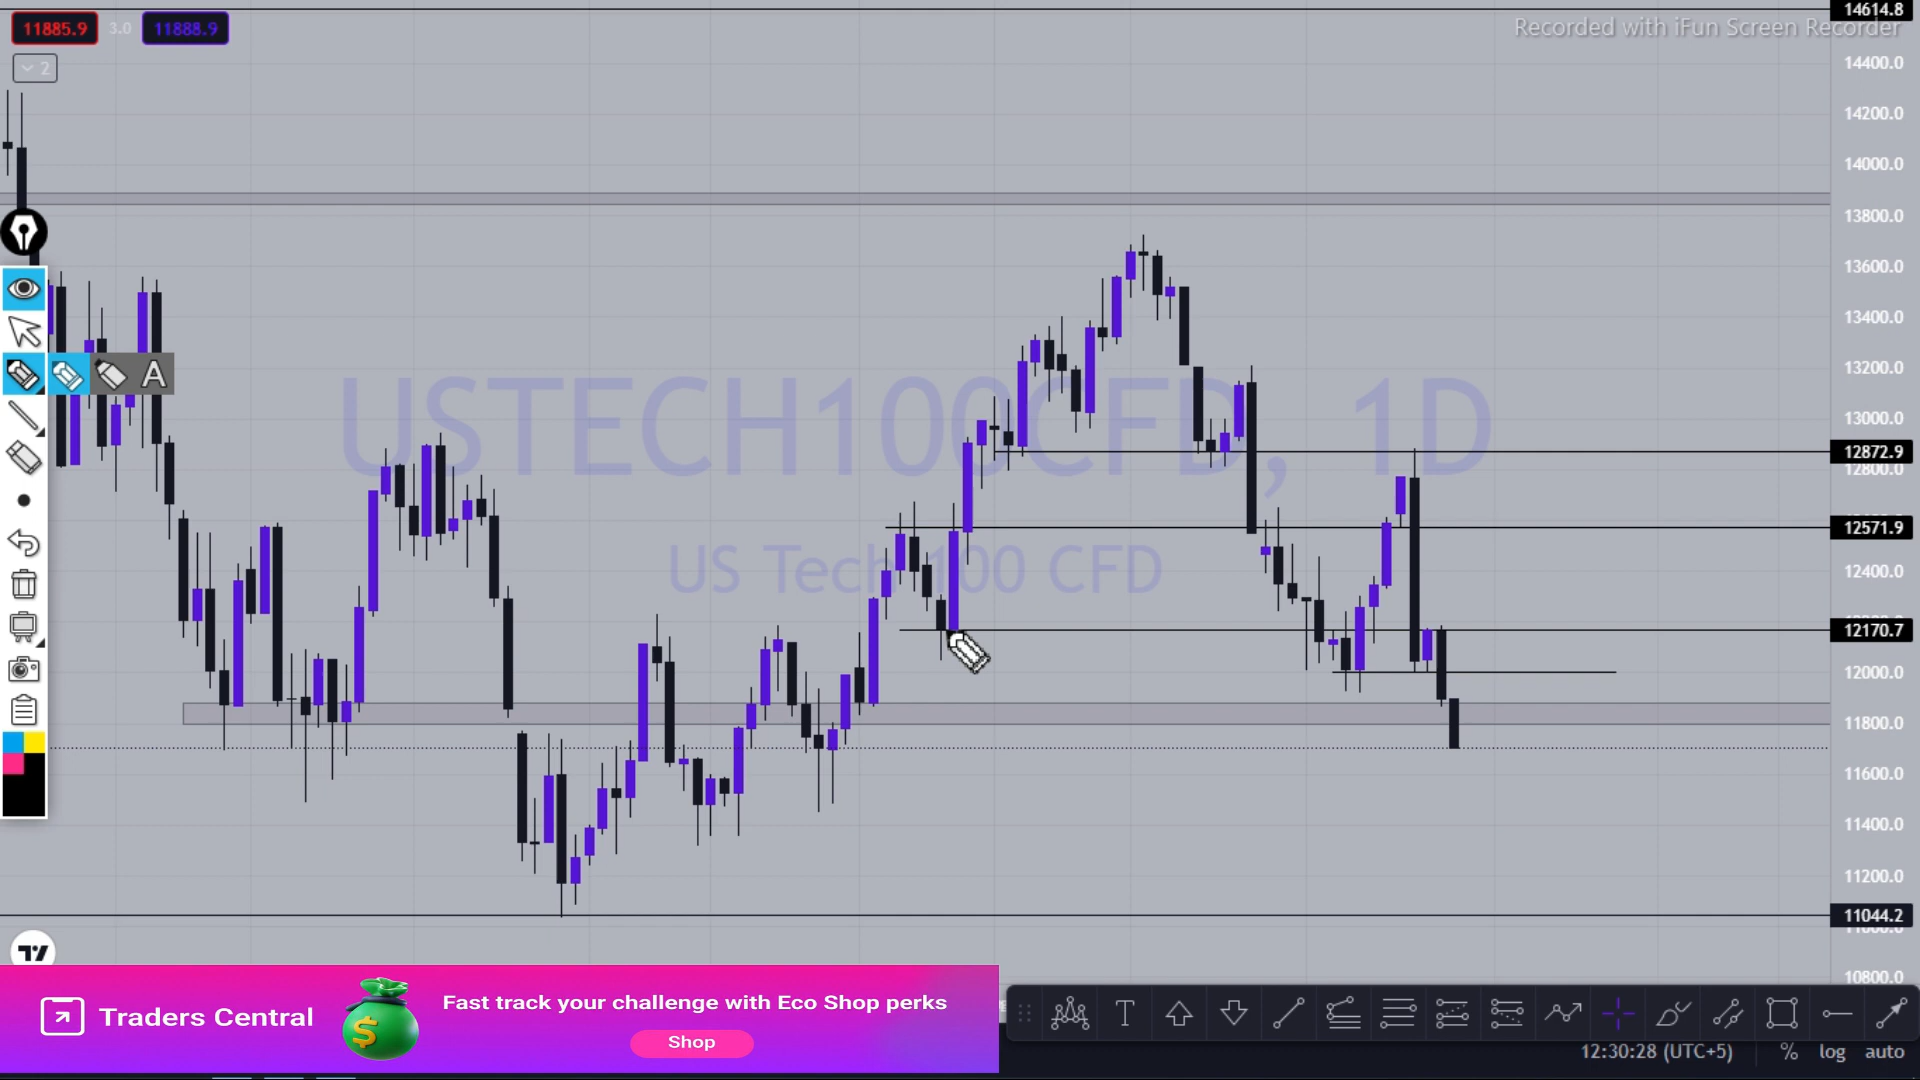 14614.8
11885.9 3.0 11888.9
Recorded with iFun Screen Recorder
2
14400.0
14200.0
14000.0
13800.0
13600.0
13400.0
A
13200.0
USTECH100CFD, 1D
13000.0
12872.9
12800.0
12571.9
US Tech 100 CFD
12400.0
12170.7
12000.0
11800.0
11600.0
11400.0
11200.0
11044.2
10800.0
Traders Central
Fast track your challenge with Eco Shop perks
Shop
T
12:30:28 (UTC+5) % log auto